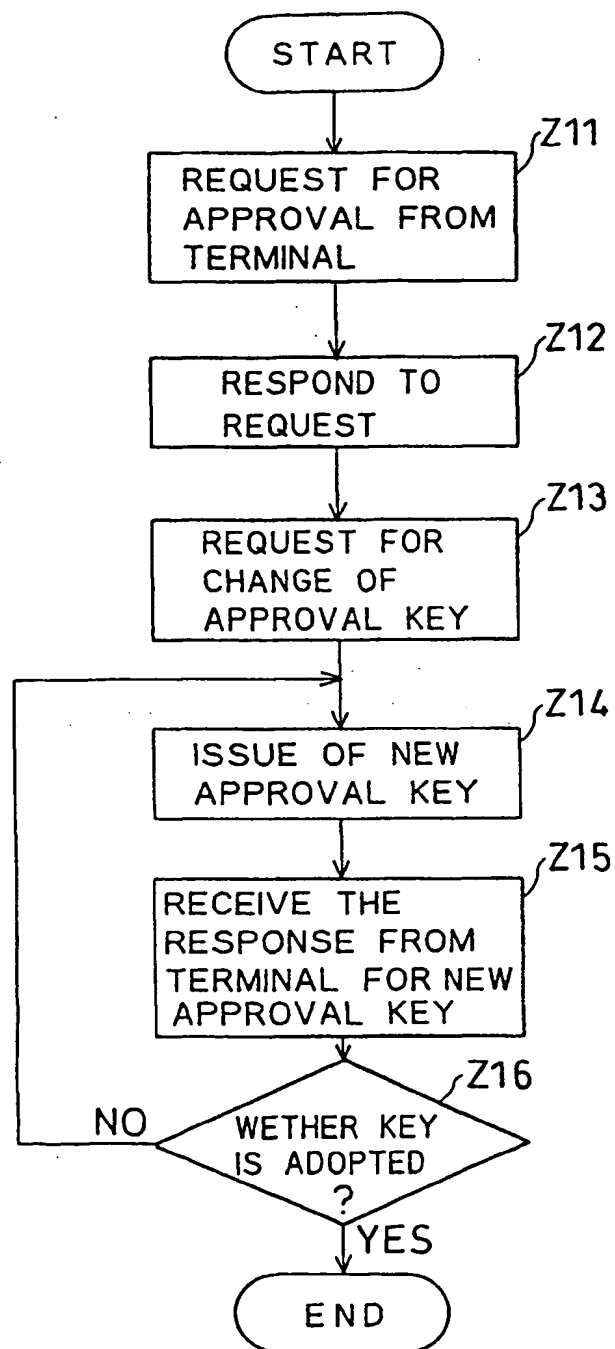 START
Z11
REQUEST FOR
APPROVAL FROM
TERMINAL
Z12
RESPOND TO
REQUEST
Z13
REQUEST FOR
CHANGE OF
APPROVAL KEY
Z14
ISSUE OF NEW
APPROVAL KEY
Z15
RECEIVE THE
RESPONSE FROM
TERMINAL FOR NEW
APPROVAL KEY
Z16
NO
WETHER KEY
IS ADOPTED
?
YES
END